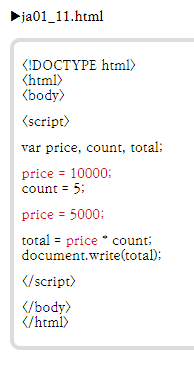 ▶ja01_11.html
<!DOCTYPE html>
<html>
<body>
<script>
var price, count, total;
price = 10000;
count = 5;
price = 5000;
total = price * count;
document.write(total);
</script>
</body>
</html>